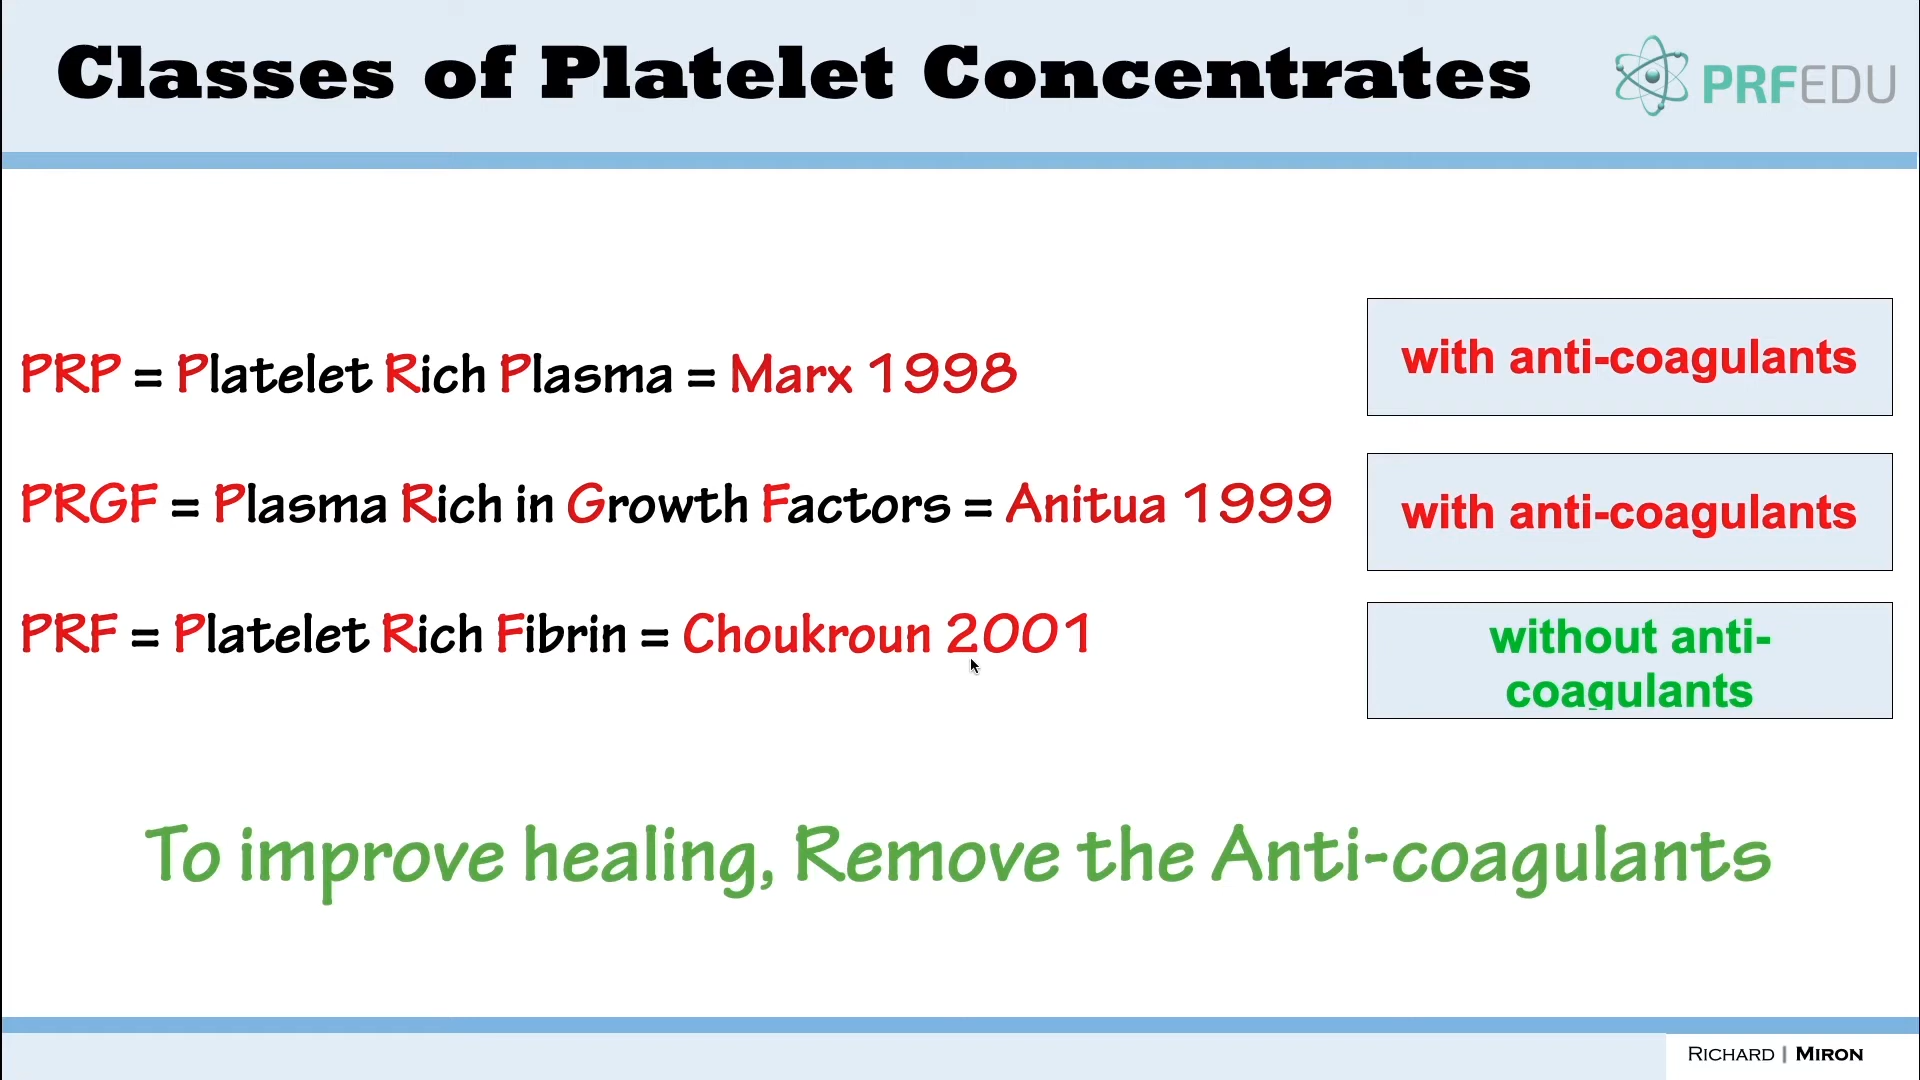 Classes of Platelet Concentrates
PRFEDU
PRP = Platelet Rich Plasma = Marx 1998
with anti-coagulants
PRGF = Plasma Rich in Growth Factors = Anitua 1999
with anti-coagulants
PRF = Platelet Rich Fibrin = Choukroun 2001
without anti-
coagulants
To improve healing, Remove the Anti-coagulants
RICHARD | MIRON